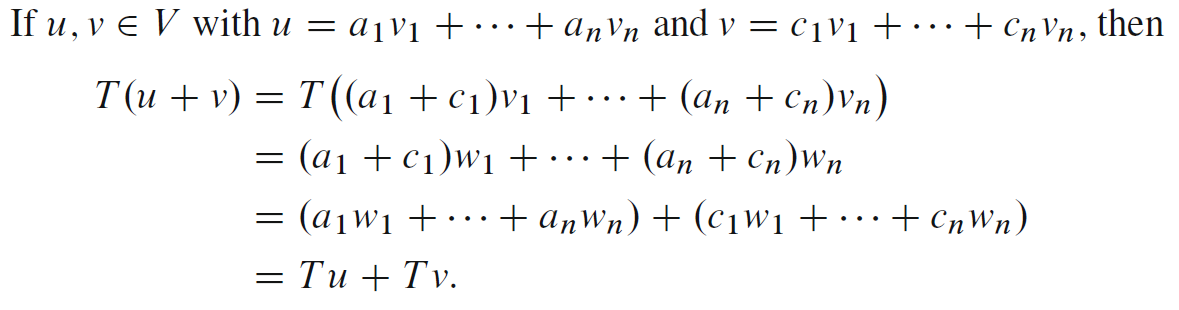 If u, v ∈ V with u = a₁v₁ + ··· + aₙvₙ and v = c₁v₁ + ··· + cₙvₙ, then
T(u + v) = T((a₁ + c₁)v₁ + ··· + (aₙ + cₙ)vₙ)
= (a₁ + c₁)w₁ + ··· + (aₙ + cₙ)wₙ
= (a₁w₁ + ··· + aₙwₙ) + (c₁w₁ + ··· + cₙwₙ)
= Tu + Tv.